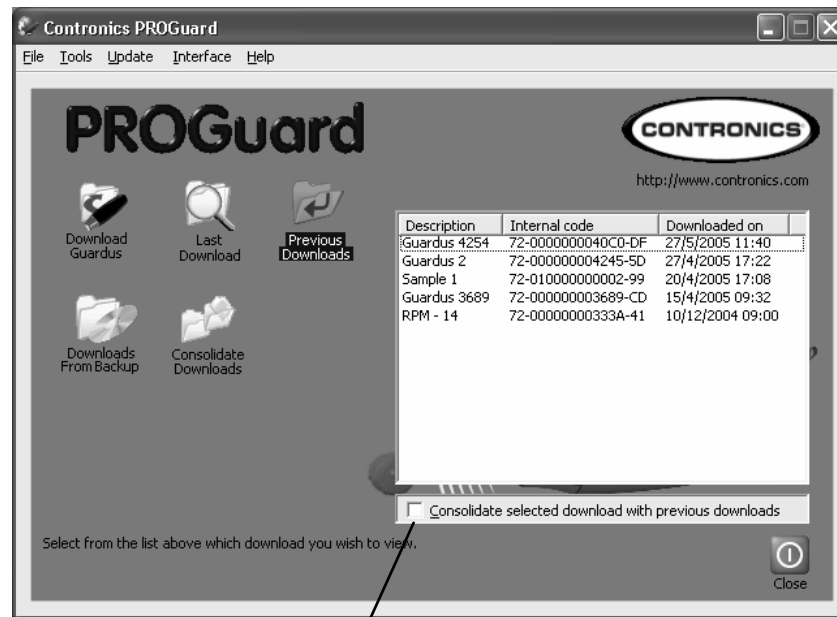 Contronics PROGuard
File Tools Update Interface Help
PROGuard
CONTRONICS
http://www.contronics.com
Download
Guardus
Last
Download
Previous
Downloads
Downloads
From Backup
Consolidate
Downloads
Description Internal code Downloaded on
Guardus 4254 72-0000000040C0-DF 27/5/2005 11:40
Guardus 2 72-000000004245-5D 27/4/2005 17:22
Sample 1 72-010000000002-99 20/4/2005 17:08
Guardus 3689 72-000000003689-CD 15/4/2005 09:32
RPM - 14 72-00000000333A-41 10/12/2004 09:00
Consolidate selected download with previous downloads
Select from the list above which download you wish to view.
Close